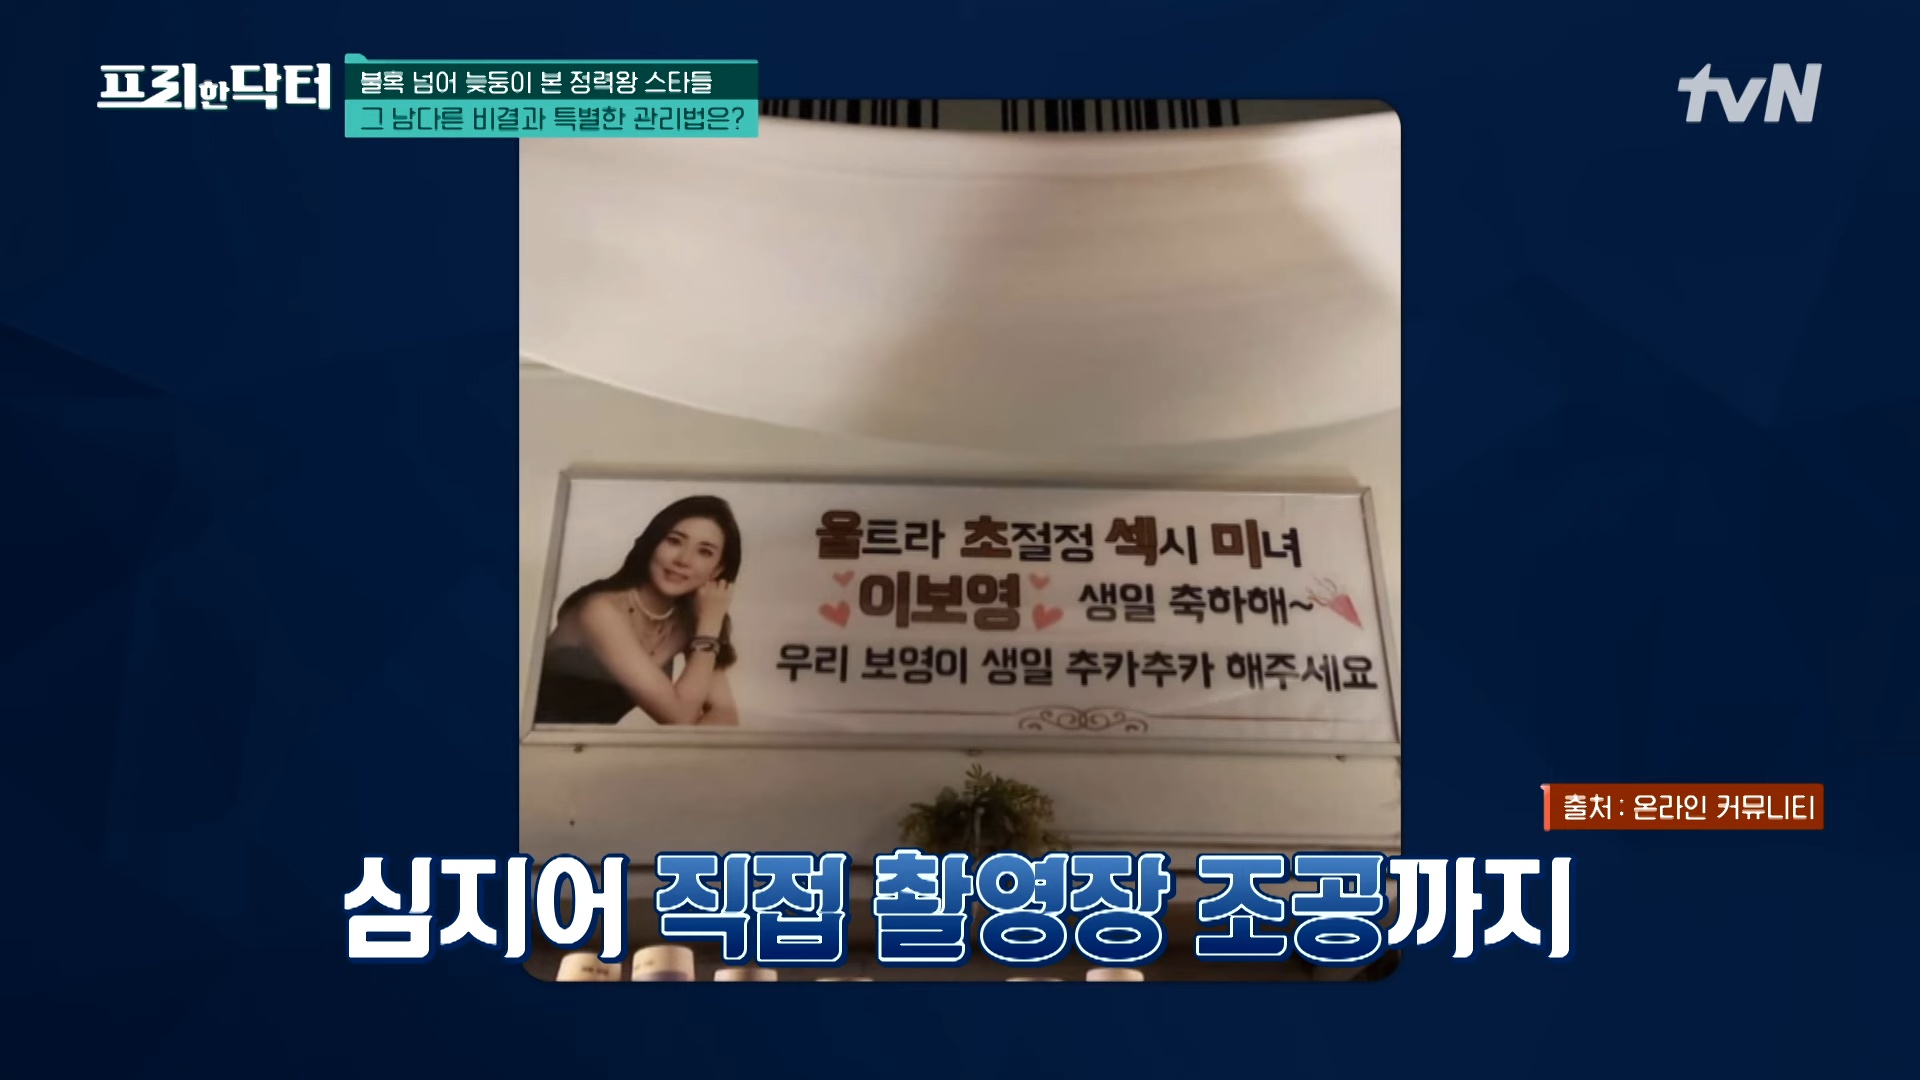 프리한닥터
불혹 넘어 늦둥이 본 정력왕 스타들
그 남다른 비결과 특별한 관리법은?
tvN
울트라 초절정 섹시 미녀
이보영 생일 축하해~
우리 보영이 생일 추카추카 해주세요
출처 : 온라인 커뮤니티
심지어 직접 촬영장 조공까지